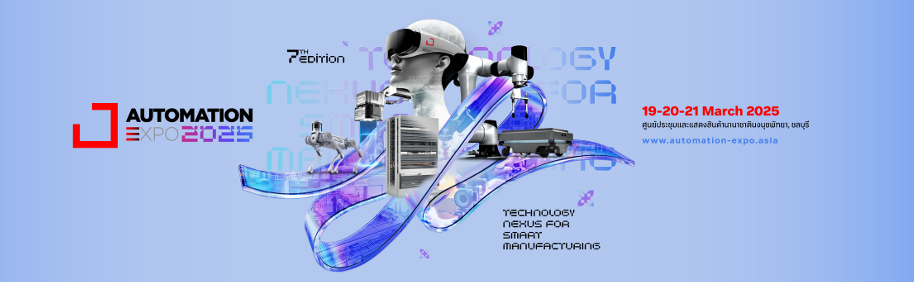 AUTOMATION
EXPO 2025
7TH EDITION
TECHNOLOGY
NEXUS FOR
SMART
MANUFACTURING
TECHNOLOGY
NEXUS FOR
SMART
MANUFACTURING
19-20-21 March 2025
ศูนย์ประชุมและแสดงสินค้านานาชาตินงนุชพัทยา, ชลบุรี
www.automation-expo.asia